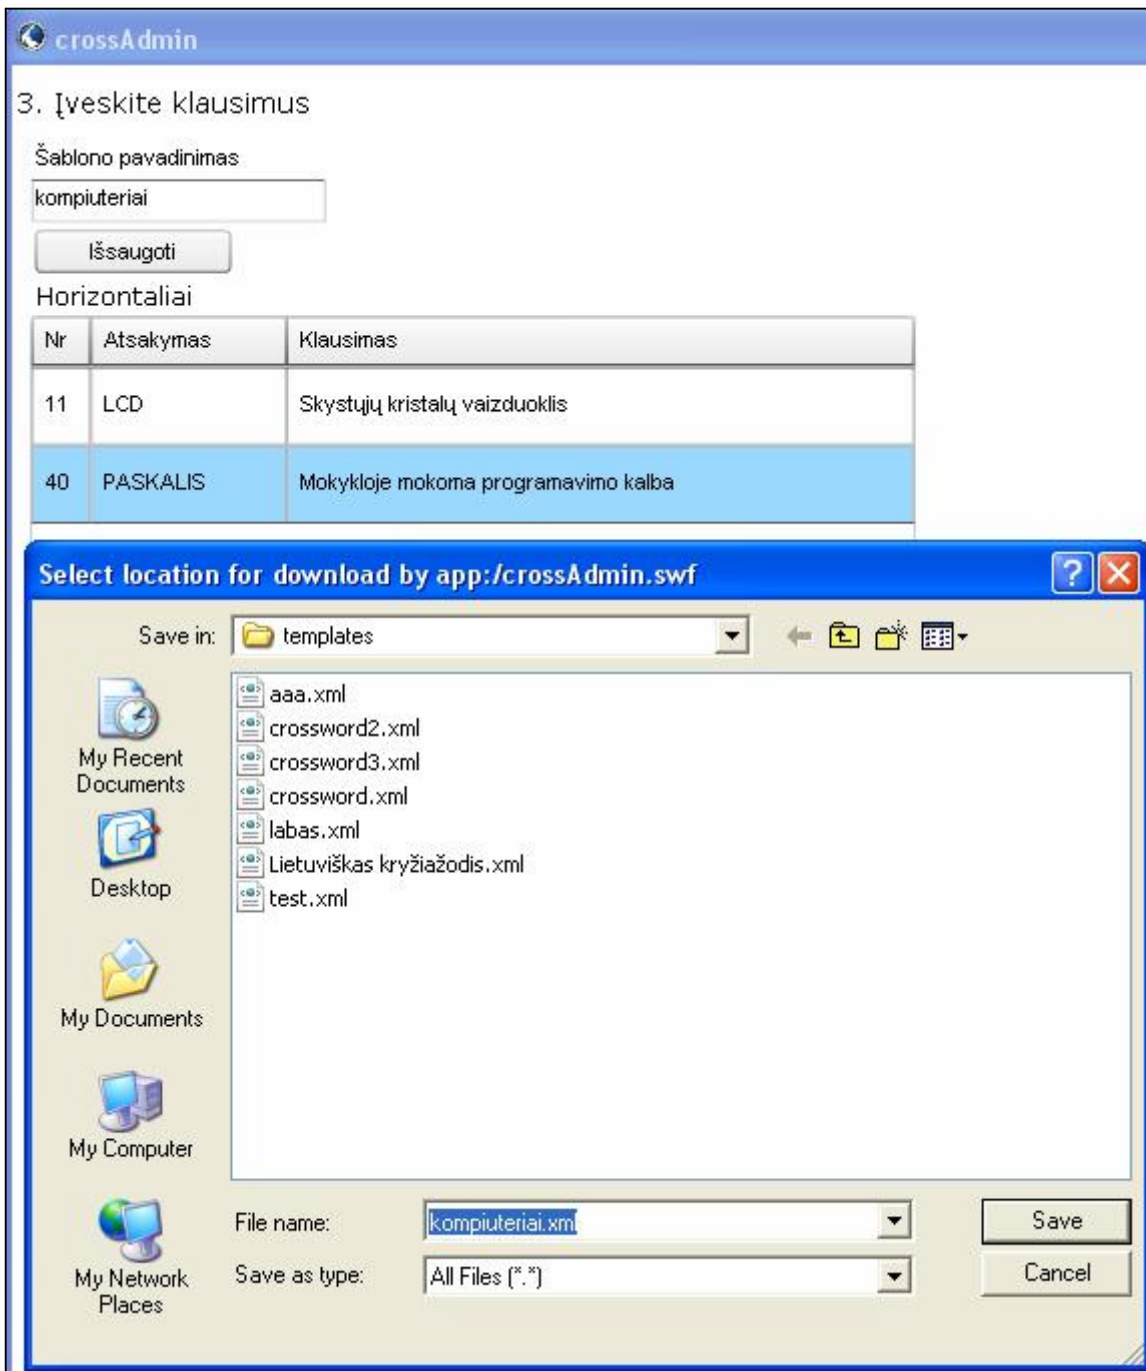 crossAdmin
3. Įveskite klausimus
Šablono pavadinimas
kompiuteriai
Išsaugoti
Horizontaliai
Nr Atsakymas Klausimas
11 LCD Skystųjų kristalų vaizduoklis
40 PASKALIS Mokykloje mokoma programavimo kalba
Select location for download by app:/crossAdmin.swf
Save in: templates
aaa.xml
crossword2.xml
crossword3.xml
crossword.xml
labas.xml
Lietuviškas kryžiažodis.xml
test.xml
My Recent
Documents
Desktop
My Documents
My Computer
My Network
Places
File name: kompiuteriai.xml Save
Save as type: All Files (*.*) Cancel